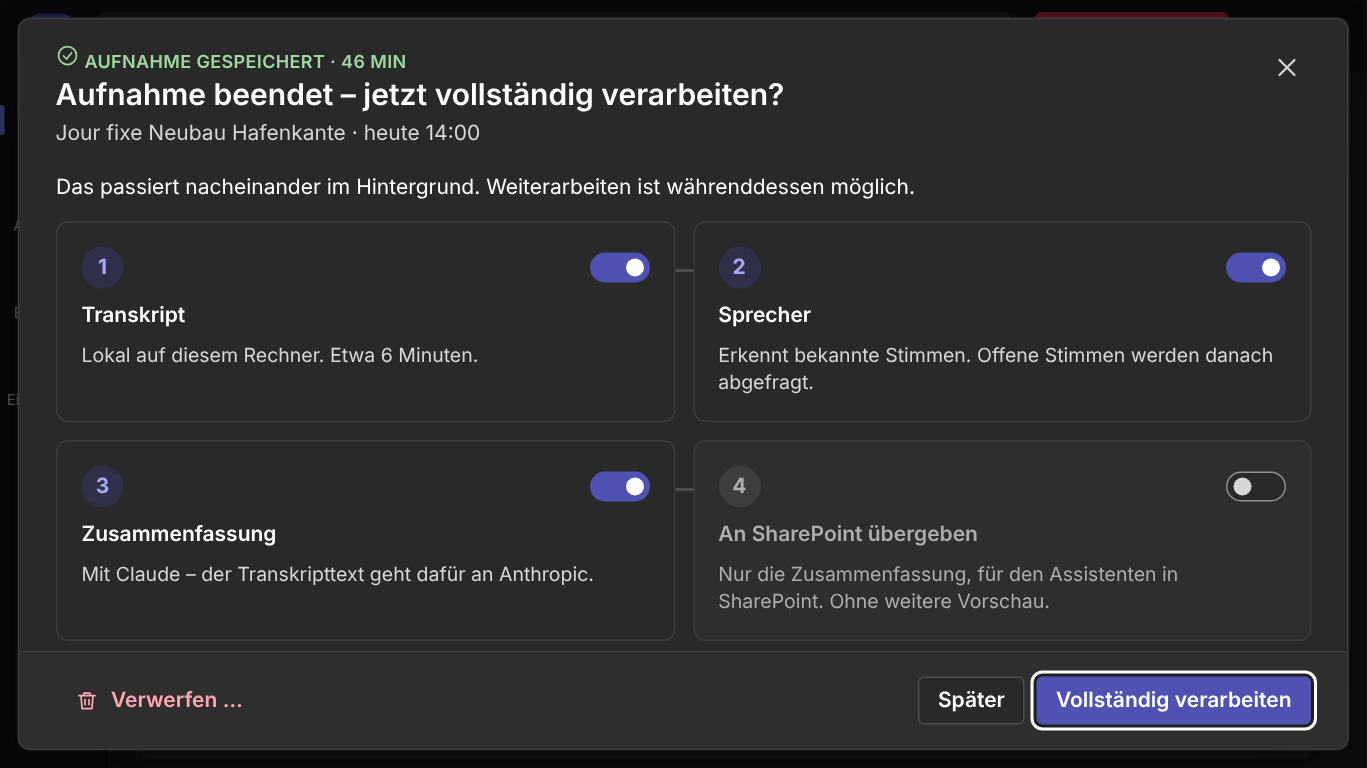 AUFNAHME GESPEICHERT · 46 MIN
Aufnahme beendet – jetzt vollständig verarbeiten?
Jour fixe Neubau Hafenkante · heute 14:00
Das passiert nacheinander im Hintergrund. Weiterarbeiten ist währenddessen möglich.
1
Transkript
Lokal auf diesem Rechner. Etwa 6 Minuten.
2
Sprecher
Erkennt bekannte Stimmen. Offene Stimmen werden danach
abgefragt.
3
Zusammenfassung
Mit Claude – der Transkripttext geht dafür an Anthropic.
4
An SharePoint übergeben
Nur die Zusammenfassung, für den Assistenten in
SharePoint. Ohne weitere Vorschau.
Verwerfen ...
Später
Vollständig verarbeiten